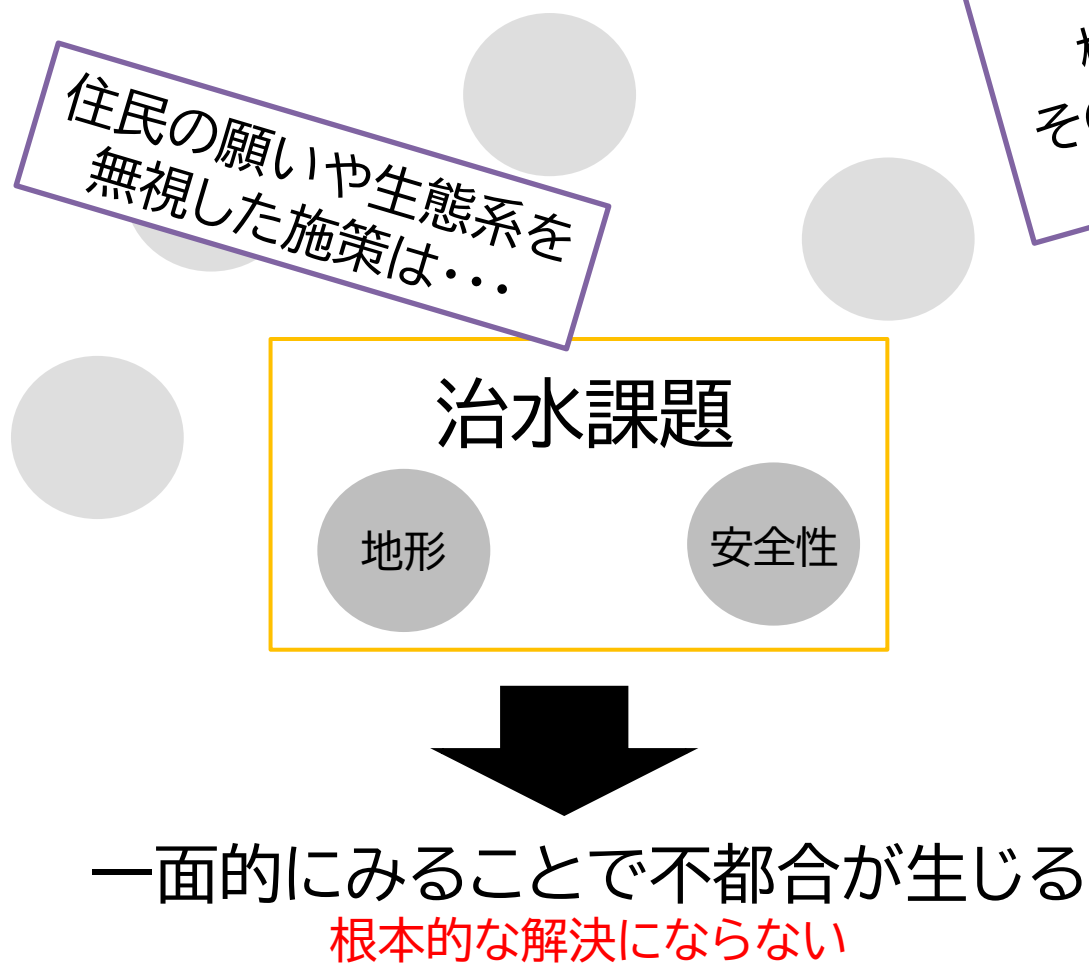 住民の願いや生態系を
無視した施策は・・・
そ
治水課題
地形
安全性
一面的にみることで不都合が生じる
根本的な解決にならない